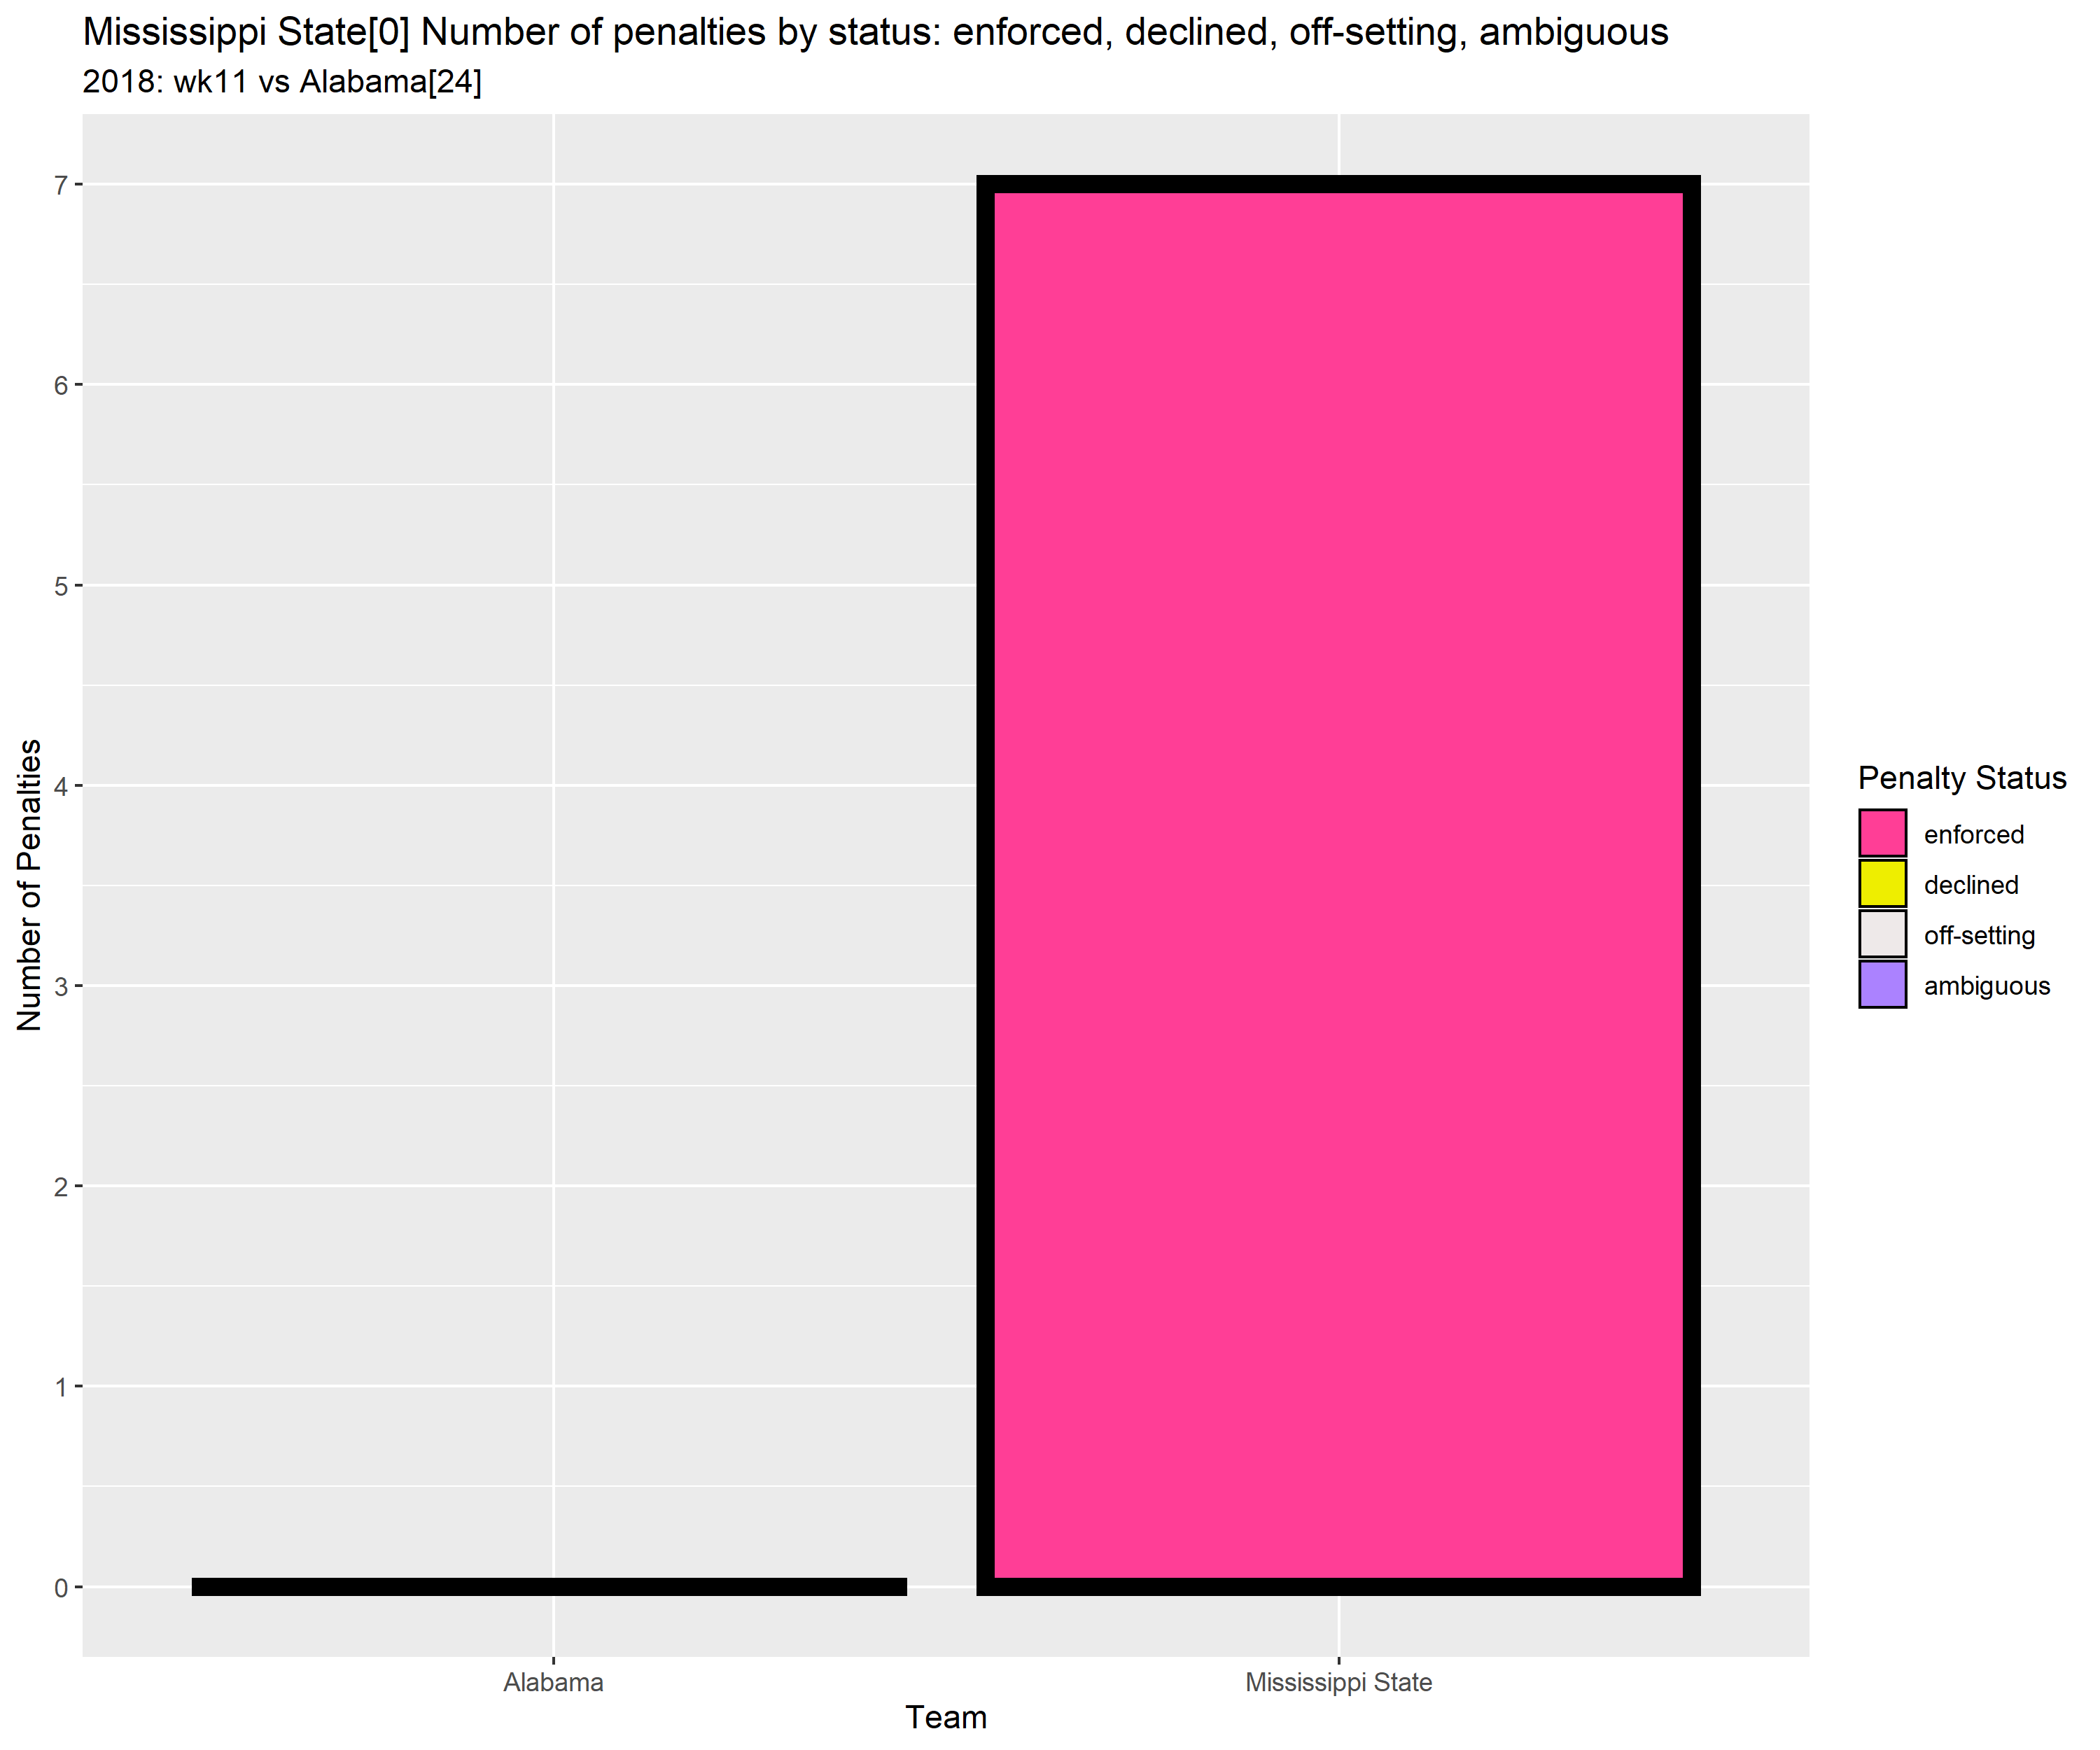 Mississippi State[0] Number of penalties by status: enforced, declined, off-setting, ambiguous
2018: wk11 vs Alabama[24]
Number of Penalties
7
6
5
4
3
2
1
0
Alabama
Mississippi State
Team
Penalty Status
enforced
declined
off-setting
ambiguous